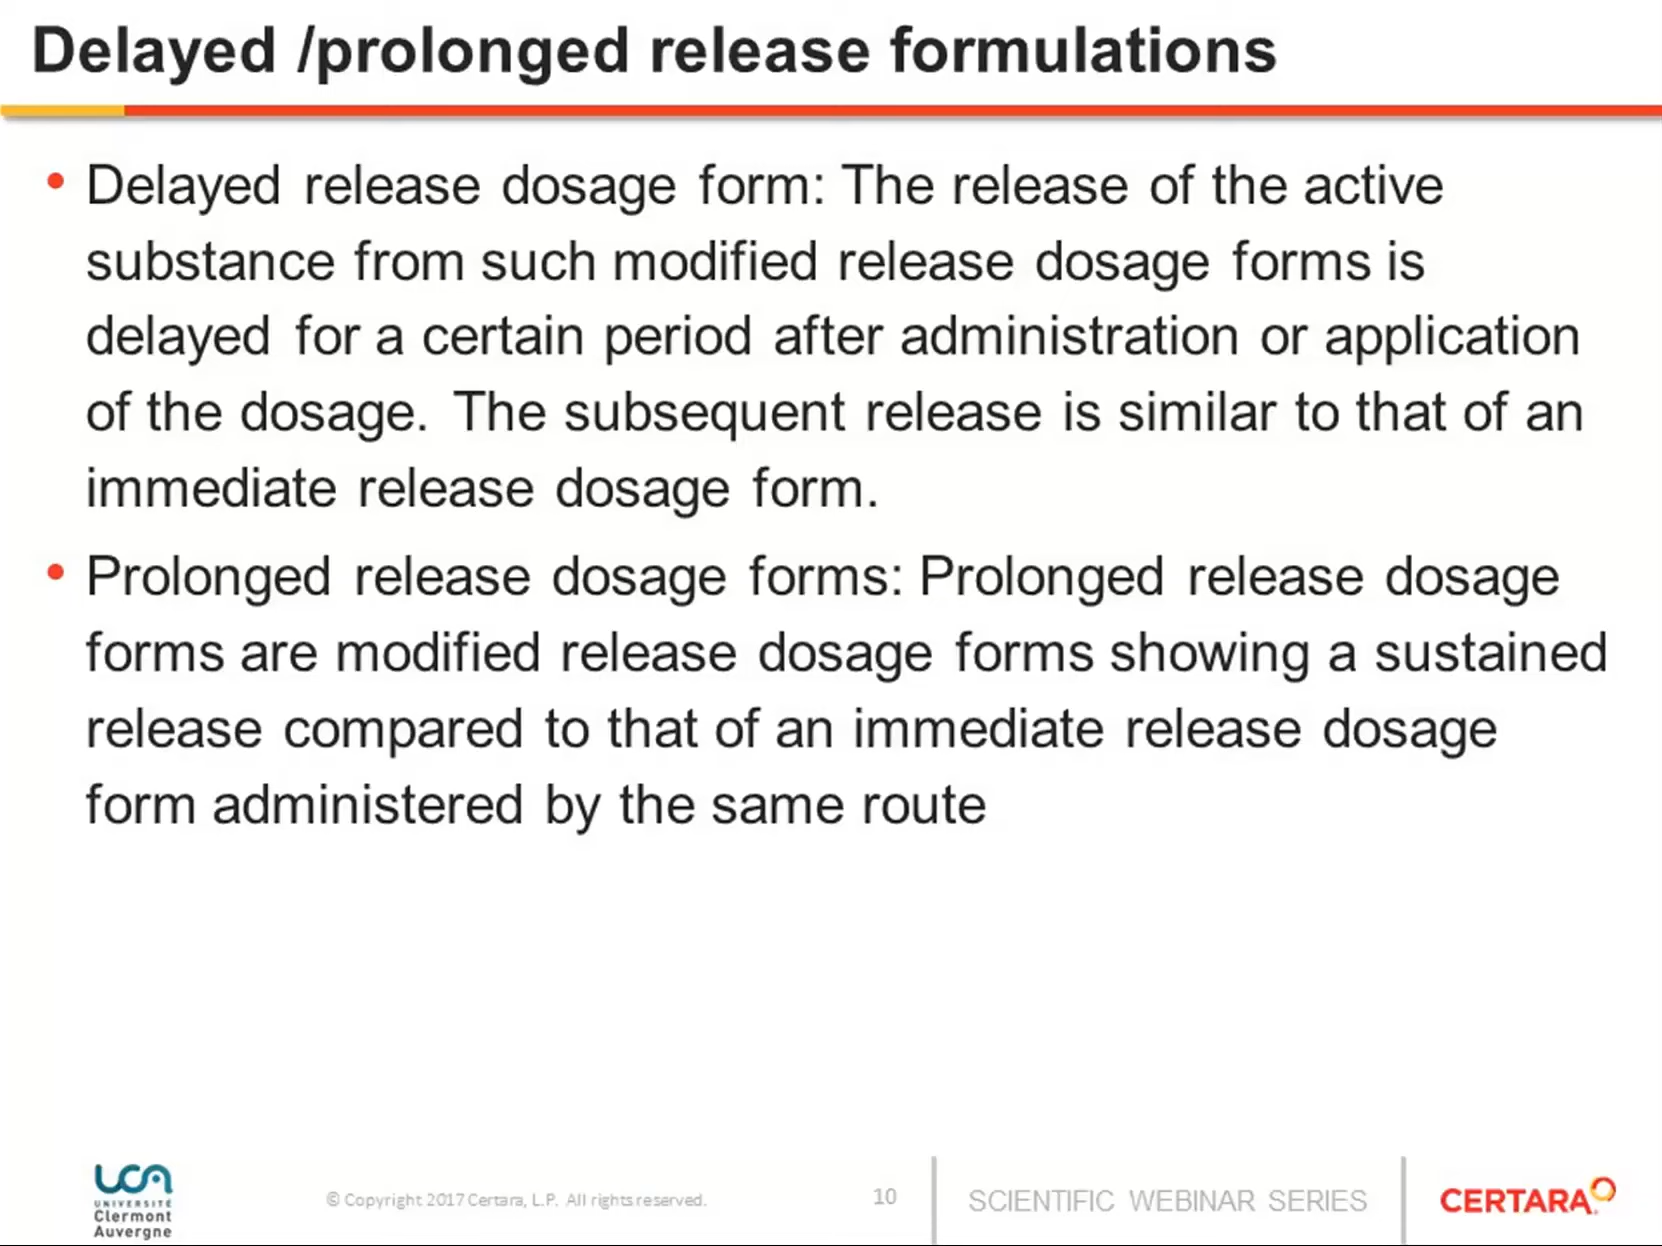 Delayed /prolonged release formulations
• Delayed release dosage form: The release of the active
substance from such modified release dosage forms is
delayed for a certain period after administration or application
of the dosage. The subsequent release is similar to that of an
immediate release dosage form.
• Prolonged release dosage forms: Prolonged release dosage
forms are modified release dosage forms showing a sustained
release compared to that of an immediate release dosage
form administered by the same route
UCA
UNIVERSITÉ
Clermont
Auvergne
© Copyright 2017 Certara, L.P. All rights reserved.
10
SCIENTIFIC WEBINAR SERIES
CERTARA